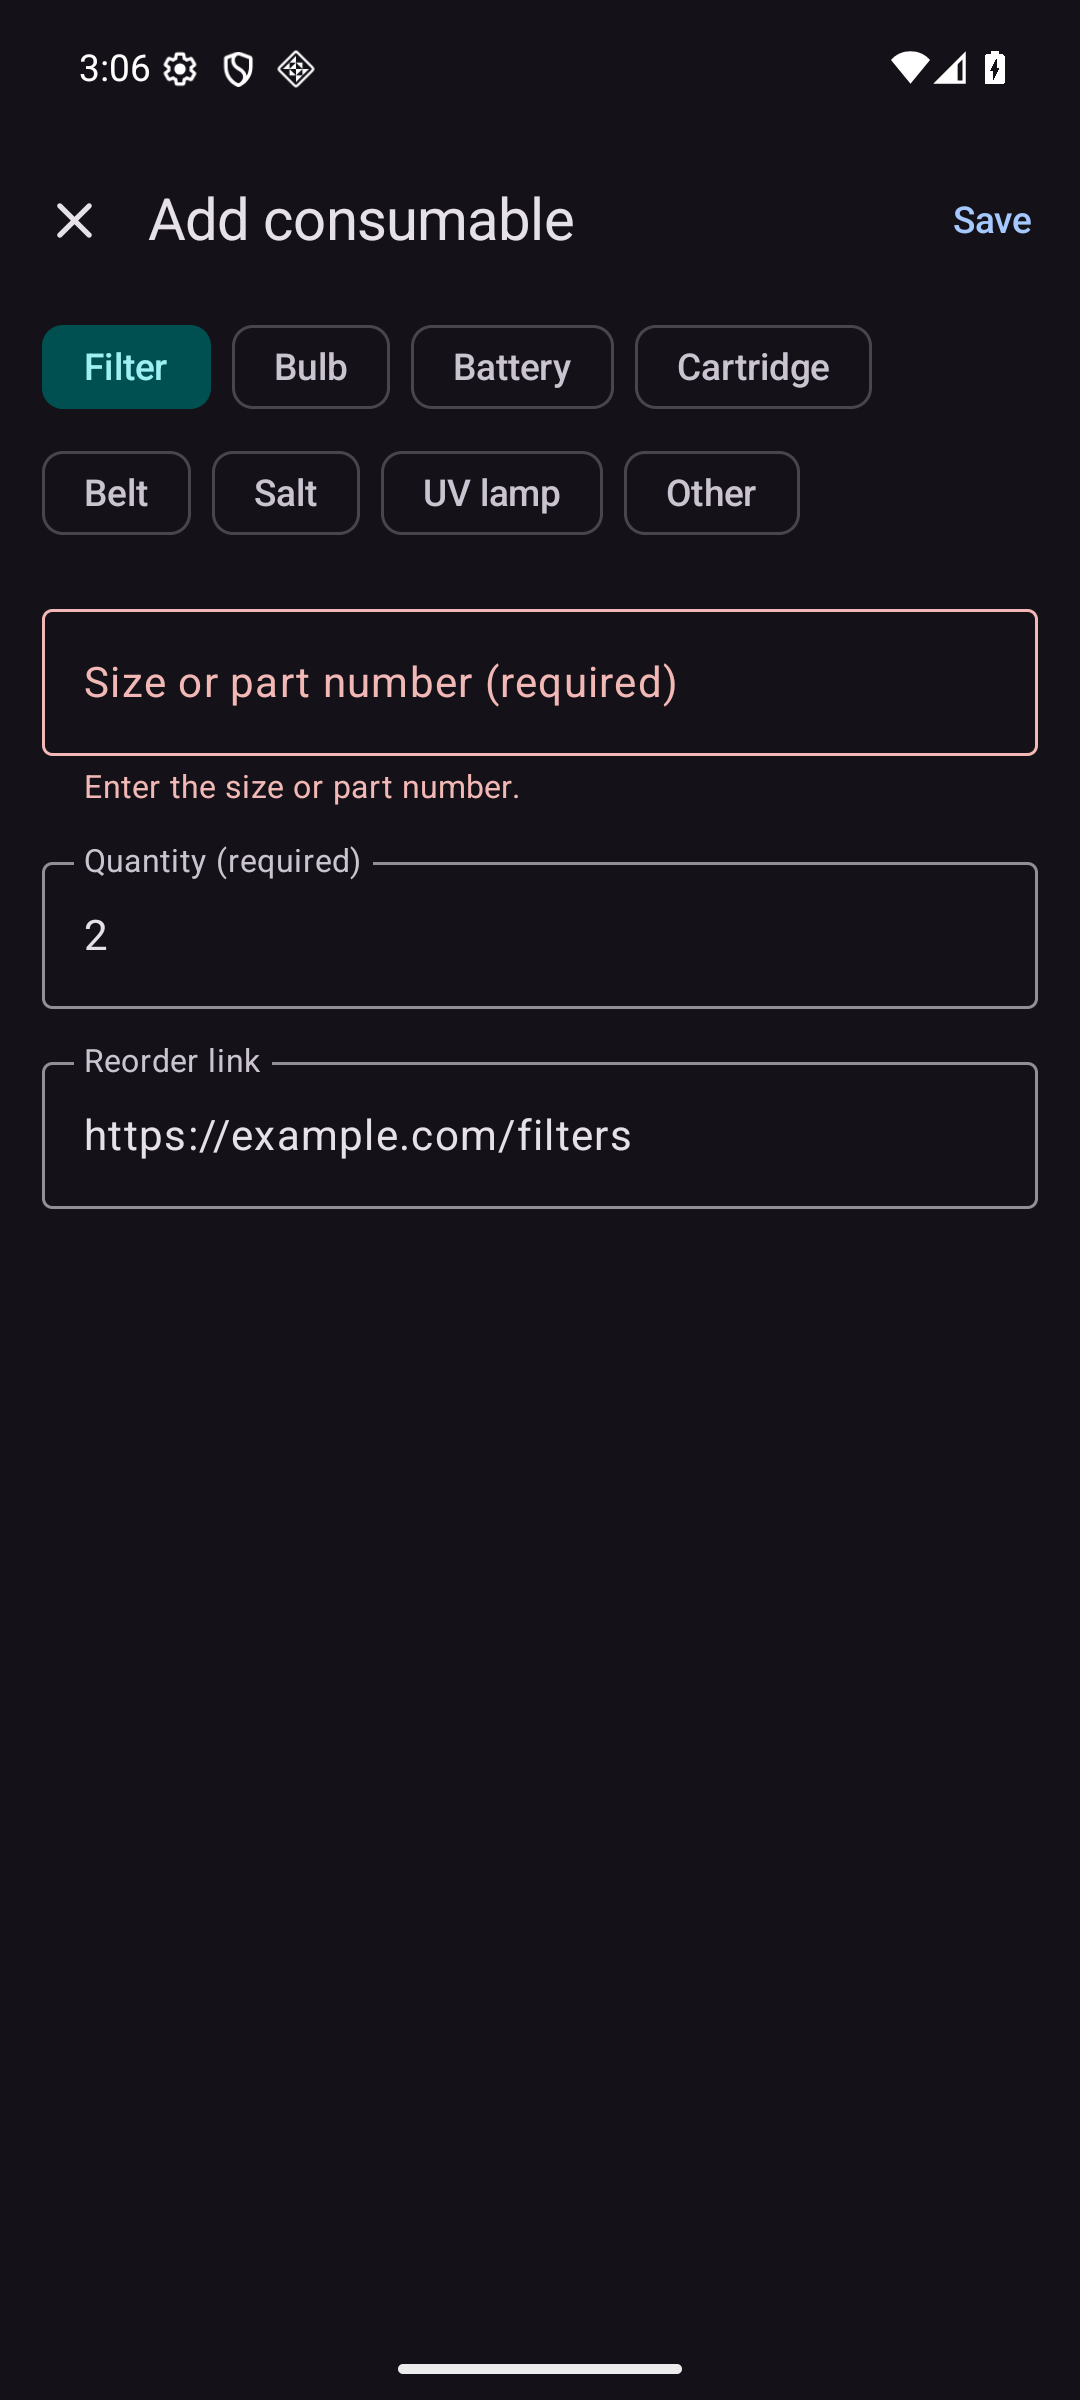 3:06
Add consumable
Save
Filter
Bulb
Battery
Cartridge
Belt
Salt
UV lamp
Other
Size or part number (required)
Enter the size or part number.
Quantity (required)
2
Reorder link
https://example.com/filters